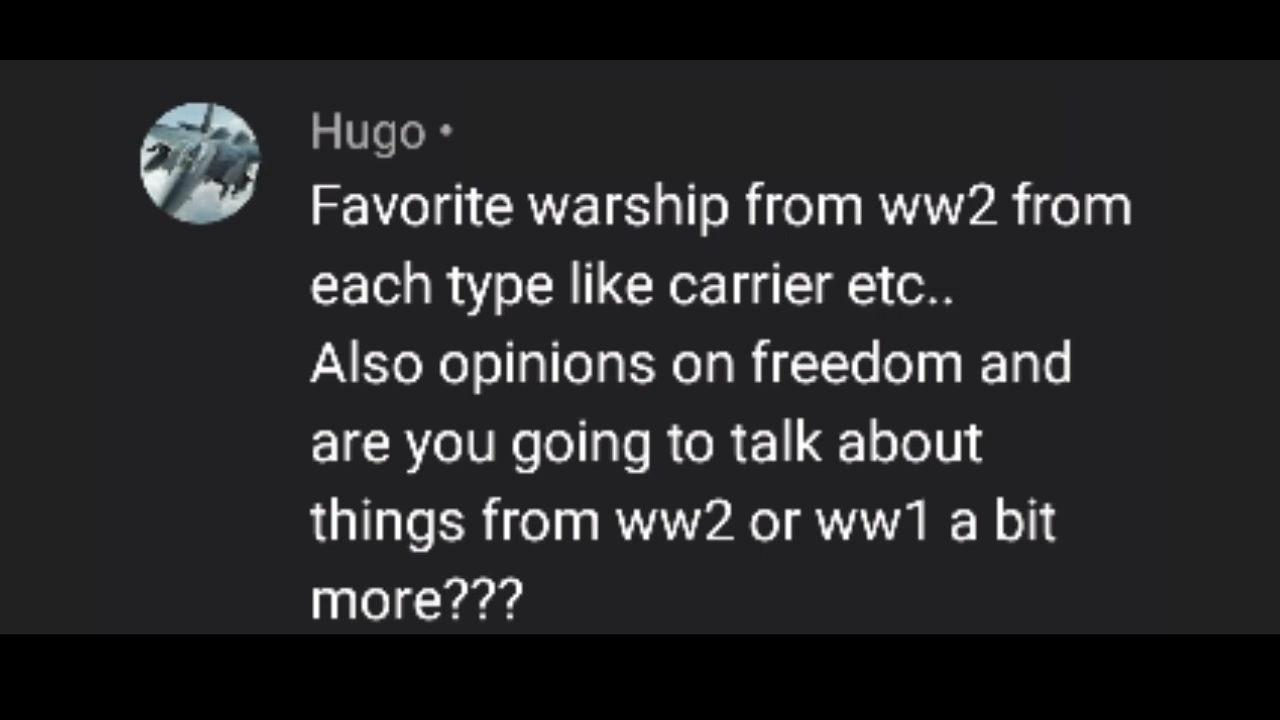 Hugo •
Favorite warship from ww2 from
each type like carrier etc..
Also opinions on freedom and
are you going to talk about
things from ww2 or ww1 a bit
more???